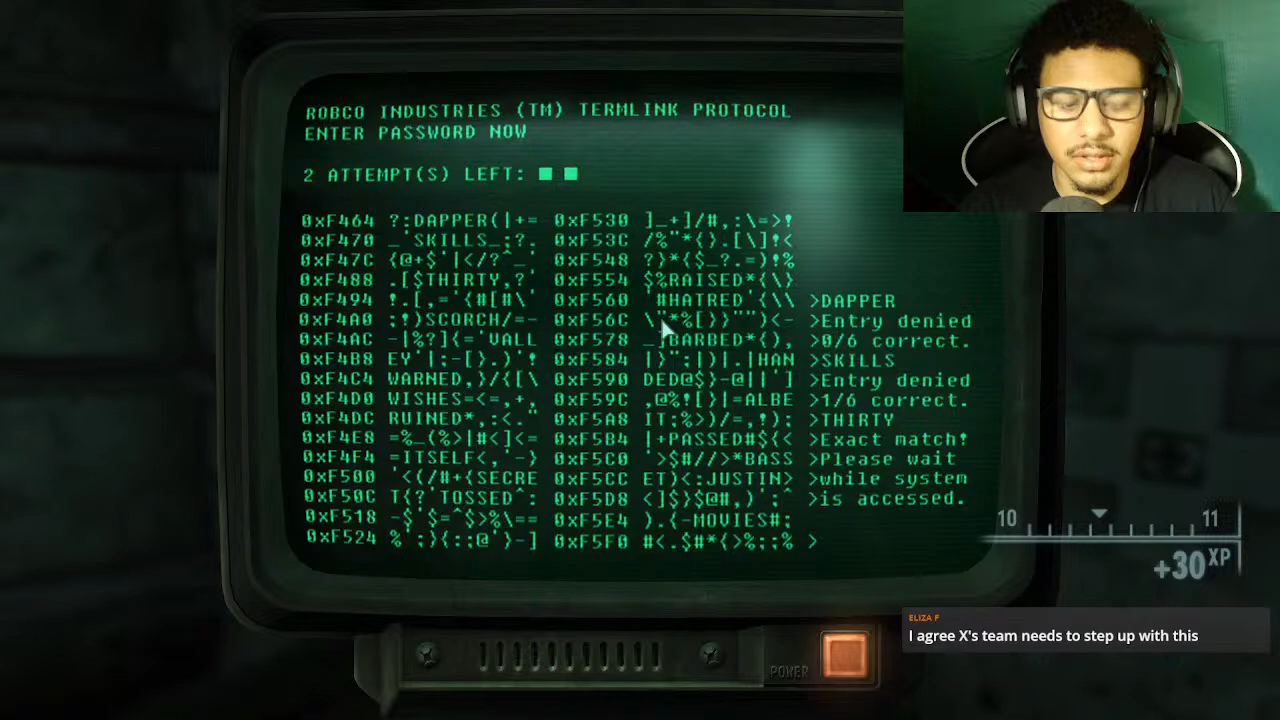 ROBCO INDUSTRIES (TM) TERMLINK PROTOCOL
ENTER PASSWORD NOW
2 ATTEMPT(S) LEFT: ■ ■
0xF464 ?:DAPPER(|+= 0xF530 ]_+]/#,:\=>!
0xF470 _'SKILLS_;?. 0xF53C /%"*{}.[\]!<
0xF47C {@+$'|</?^_' 0xF548 ?}*{$_?.=)!%
0xF488 .[$THIRTY,?' 0xF554 $%RAISED*{\}
0xF494 !.[,='{#[#\' 0xF560 '#HATRED'{\\ >DAPPER
0xF4A0 ;!)SCORCH/=- 0xF56C \"*%[}}"")<- >Entry denied
0xF4AC -|%?]{='VALL 0xF578 _]BARBED*{), >0/6 correct.
0xF4B8 EY'|;-[}.)'! 0xF584 |}";|)|.|HAN >SKILLS
0xF4C4 WARNED,}/{[\ 0xF590 DED@$}-@||'] >Entry denied
0xF4D0 WISHES=<=,+, 0xF59C ,@%![}|=ALBE >1/6 correct.
0xF4DC RUINED*,:<." 0xF5A8 IT;%>)/=,!); >THIRTY
0xF4E8 =%_(%>|#<]<= 0xF5B4 |+PASSED#${< >Exact match!
0xF4F4 =ITSELF<,'-} 0xF5C0 '>$#//>*BASS >Please wait
0xF500 '<(/#+{SECRE 0xF5CC ET)<:JUSTIN> >while system
0xF50C T{?'TOSSED^: 0xF5D8 <]$}$@#,)';^ >is accessed.
0xF518 -$'$=^$>%\== 0xF5E4 ).{-MOVIES#;
0xF524 %';}{:;@'}-] 0xF5F0 #<.$#*{>%;;% >
10 11
+30 XP
POWER
ELIZA F
I agree X's team needs to step up with this